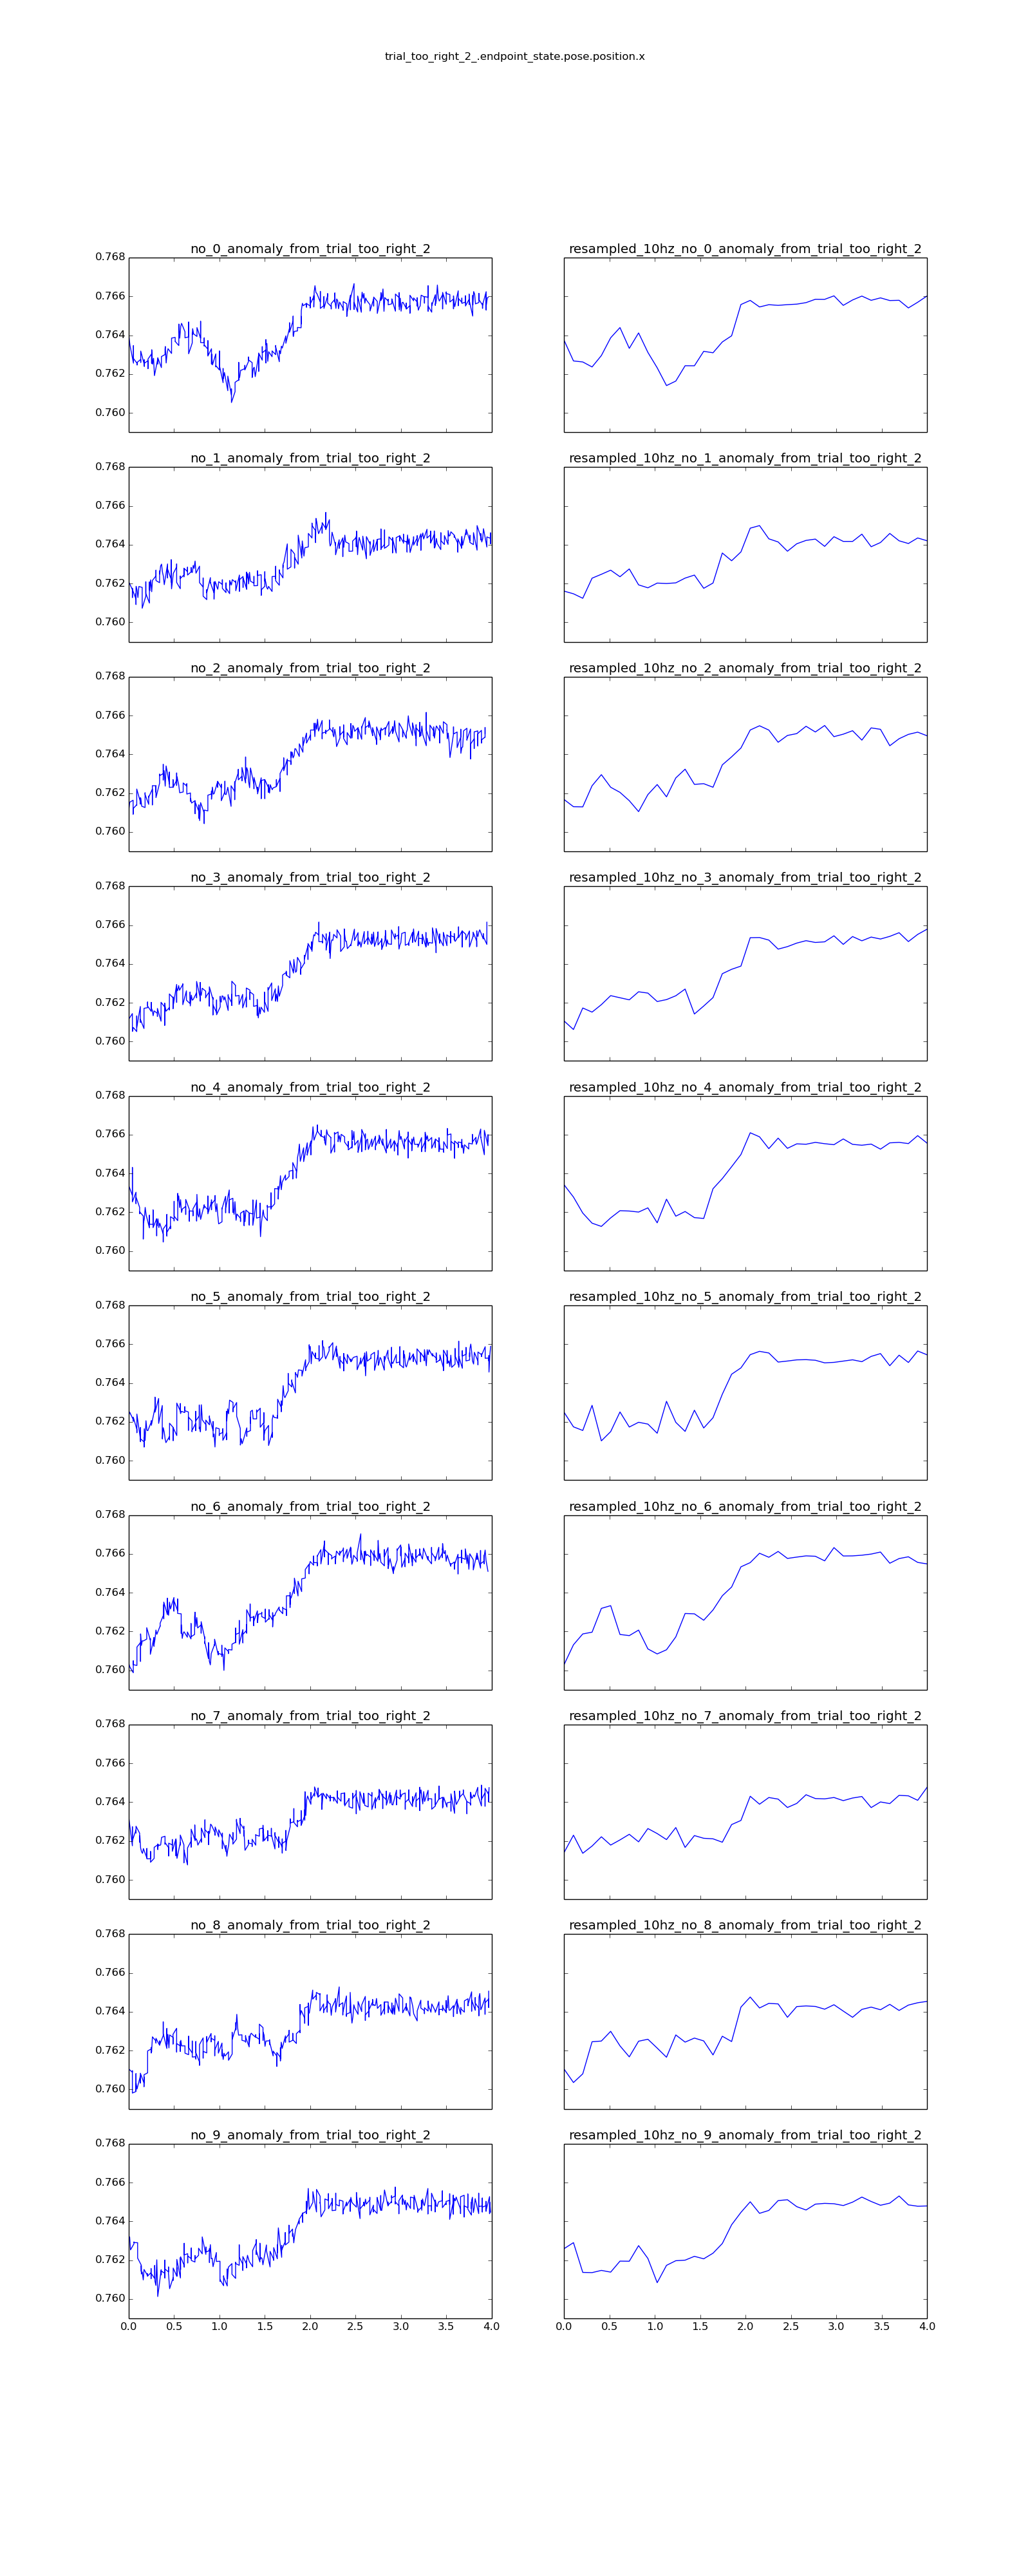 trial_too_right_2_.endpoint_state.pose.position.x
no_0_anomaly_from_trial_too_right_2
resampled_10hz_no_0_anomaly_from_trial_too_right_2
0.768
0.766
0.764
0.762
0.760
no_1_anomaly_from_trial_too_right_2
resampled_10hz_no_1_anomaly_from_trial_too_right_2
0.768
0.766
0.764
0.762
0.760
no_2_anomaly_from_trial_too_right_2
resampled_10hz_no_2_anomaly_from_trial_too_right_2
0.768
0.766
0.764
0.762
0.760
no_3_anomaly_from_trial_too_right_2
resampled_10hz_no_3_anomaly_from_trial_too_right_2
0.768
0.766
0.764
0.762
0.760
no_4_anomaly_from_trial_too_right_2
resampled_10hz_no_4_anomaly_from_trial_too_right_2
0.768
0.766
0.764
0.762
0.760
no_5_anomaly_from_trial_too_right_2
resampled_10hz_no_5_anomaly_from_trial_too_right_2
0.768
0.766
0.764
0.762
0.760
no_6_anomaly_from_trial_too_right_2
resampled_10hz_no_6_anomaly_from_trial_too_right_2
0.768
0.766
0.764
0.762
0.760
no_7_anomaly_from_trial_too_right_2
resampled_10hz_no_7_anomaly_from_trial_too_right_2
0.768
0.766
0.764
0.762
0.760
no_8_anomaly_from_trial_too_right_2
resampled_10hz_no_8_anomaly_from_trial_too_right_2
0.768
0.766
0.764
0.762
0.760
no_9_anomaly_from_trial_too_right_2
resampled_10hz_no_9_anomaly_from_trial_too_right_2
0.768
0.766
0.764
0.762
0.760
0.0 0.5 1.0 1.5 2.0 2.5 3.0 3.5 4.0
0.0 0.5 1.0 1.5 2.0 2.5 3.0 3.5 4.0